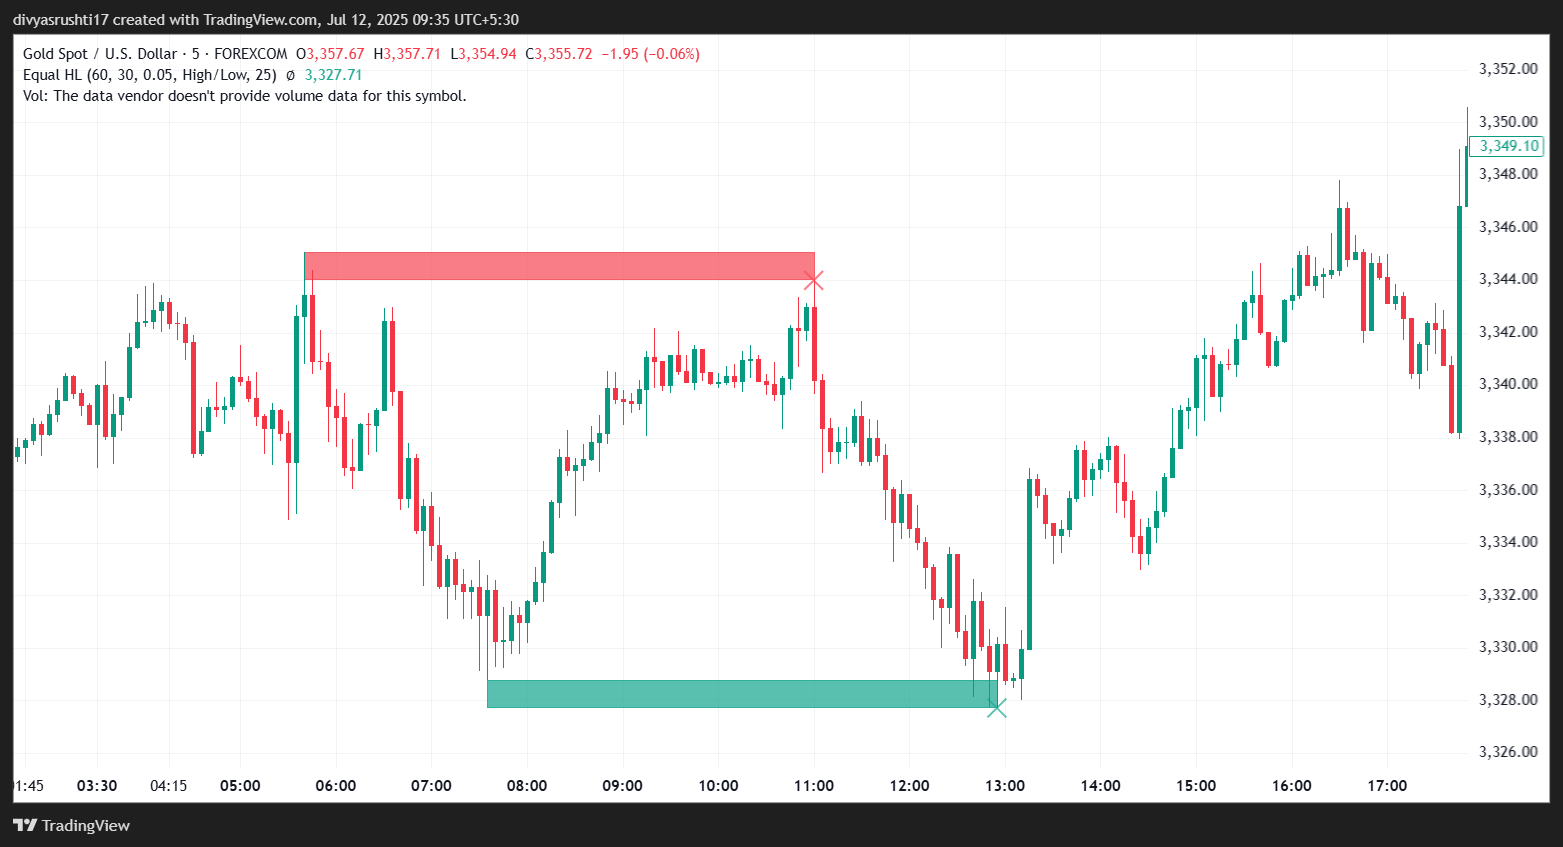 divyasrushti17 created with TradingView.com, Jul 12, 2025 09:35 UTC+5:30
Gold Spot / U.S. Dollar · 5 · FOREXCOM O3,357.67 H3,357.71 L3,354.94 C3,355.72 −1.95 (−0.06%)
Equal HL (60, 30, 0.05, High/Low, 25) ø 3,327.71
Vol: The data vendor doesn't provide volume data for this symbol.
3,352.00
3,350.00
3,349.10
3,348.00
3,346.00
3,344.00
3,342.00
3,340.00
3,338.00
3,336.00
3,334.00
3,332.00
3,330.00
3,328.00
3,326.00
1:45 03:30 04:15 05:00 06:00 07:00 08:00 09:00 10:00 11:00 12:00 13:00 14:00 15:00 16:00 17:00
TradingView